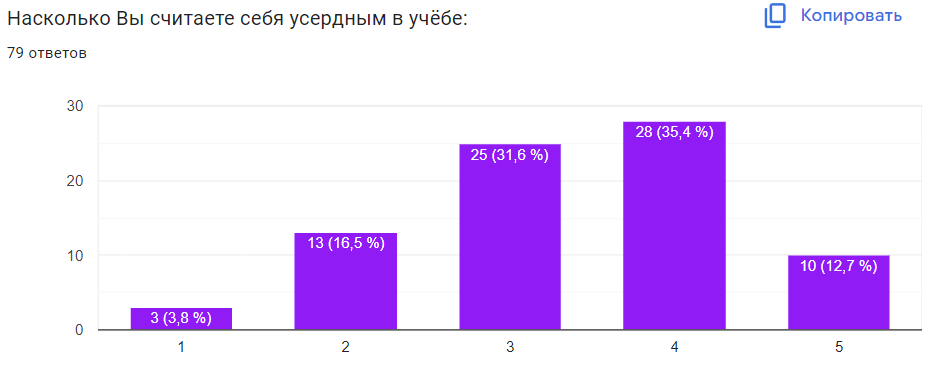 Насколько Вы считаете себя усердным в учёбе:
Копировать
79 ответов
30
20
10
0
3 (3,8 %)
13 (16,5 %)
25 (31,6 %)
28 (35,4 %)
10 (12,7 %)
1 2 3 4 5